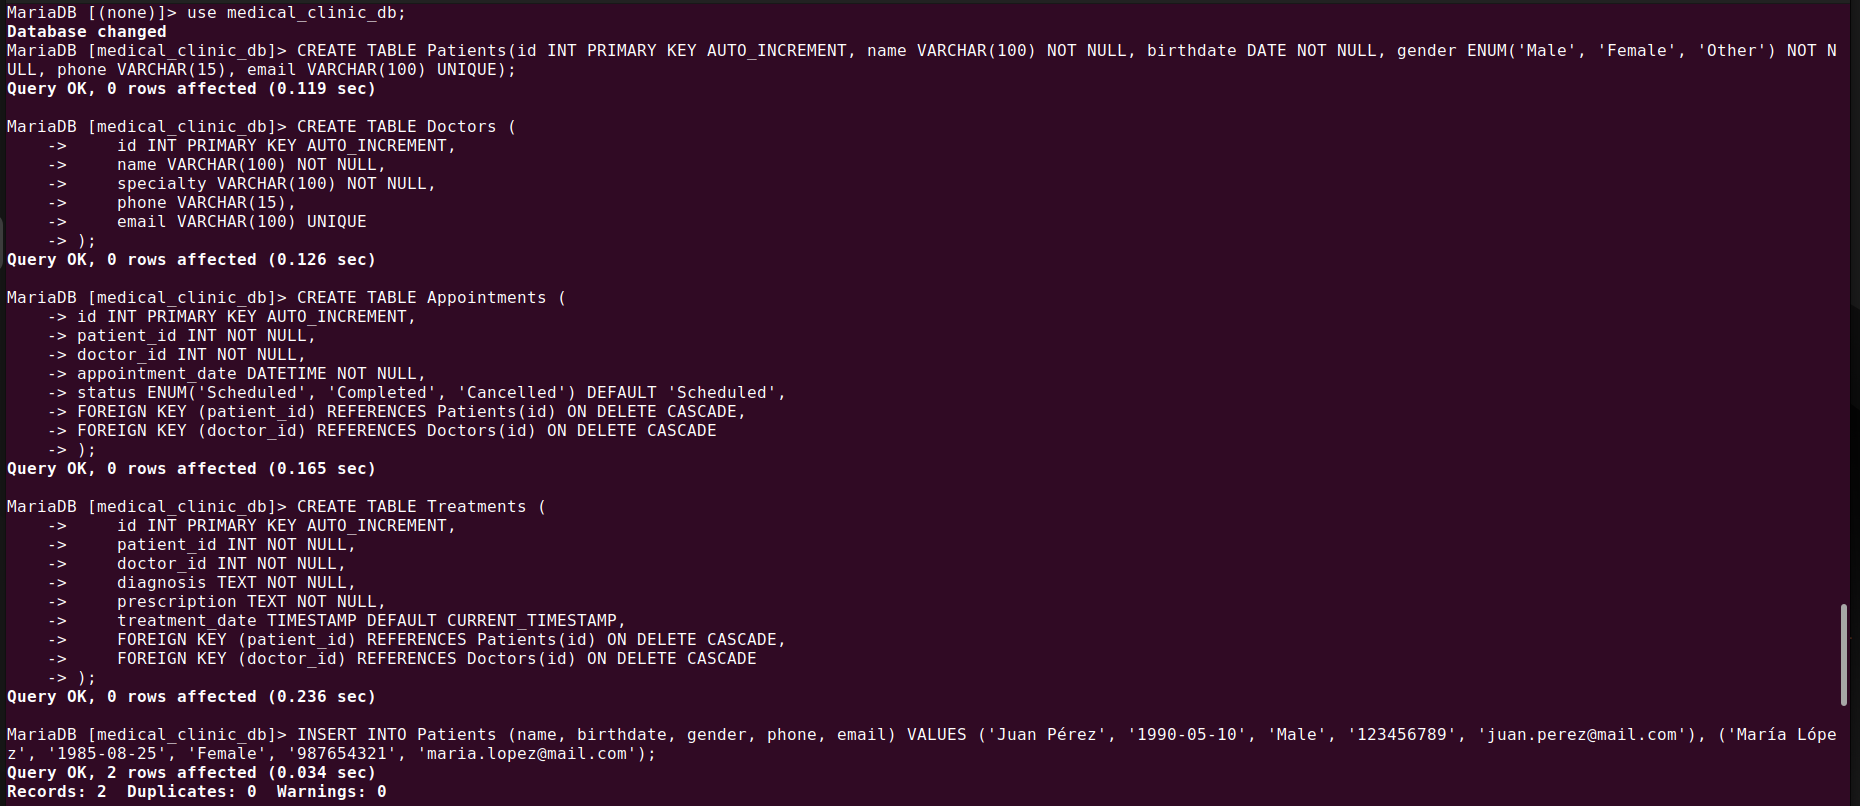 MariaDB [(none)]> use medical_clinic_db;
Database changed
MariaDB [medical_clinic_db]> CREATE TABLE Patients(id INT PRIMARY KEY AUTO_INCREMENT, name VARCHAR(100) NOT NULL, birthdate DATE NOT NULL, gender ENUM('Male', 'Female', 'Other') NOT N
ULL, phone VARCHAR(15), email VARCHAR(100) UNIQUE);
Query OK, 0 rows affected (0.119 sec)

MariaDB [medical_clinic_db]> CREATE TABLE Doctors (
    ->     id INT PRIMARY KEY AUTO_INCREMENT,
    ->     name VARCHAR(100) NOT NULL,
    ->     specialty VARCHAR(100) NOT NULL,
    ->     phone VARCHAR(15),
    ->     email VARCHAR(100) UNIQUE
    -> );
Query OK, 0 rows affected (0.126 sec)

MariaDB [medical_clinic_db]> CREATE TABLE Appointments (
    -> id INT PRIMARY KEY AUTO_INCREMENT,
    -> patient_id INT NOT NULL,
    -> doctor_id INT NOT NULL,
    -> appointment_date DATETIME NOT NULL,
    -> status ENUM('Scheduled', 'Completed', 'Cancelled') DEFAULT 'Scheduled',
    -> FOREIGN KEY (patient_id) REFERENCES Patients(id) ON DELETE CASCADE,
    -> FOREIGN KEY (doctor_id) REFERENCES Doctors(id) ON DELETE CASCADE
    -> );
Query OK, 0 rows affected (0.165 sec)

MariaDB [medical_clinic_db]> CREATE TABLE Treatments (
    ->     id INT PRIMARY KEY AUTO_INCREMENT,
    ->     patient_id INT NOT NULL,
    ->     doctor_id INT NOT NULL,
    ->     diagnosis TEXT NOT NULL,
    ->     prescription TEXT NOT NULL,
    ->     treatment_date TIMESTAMP DEFAULT CURRENT_TIMESTAMP,
    ->     FOREIGN KEY (patient_id) REFERENCES Patients(id) ON DELETE CASCADE,
    ->     FOREIGN KEY (doctor_id) REFERENCES Doctors(id) ON DELETE CASCADE
    -> );
Query OK, 0 rows affected (0.236 sec)

MariaDB [medical_clinic_db]> INSERT INTO Patients (name, birthdate, gender, phone, email) VALUES ('Juan Pérez', '1990-05-10', 'Male', '123456789', 'juan.perez@mail.com'), ('María Lópe
z', '1985-08-25', 'Female', '987654321', 'maria.lopez@mail.com');
Query OK, 2 rows affected (0.034 sec)
Records: 2  Duplicates: 0  Warnings: 0